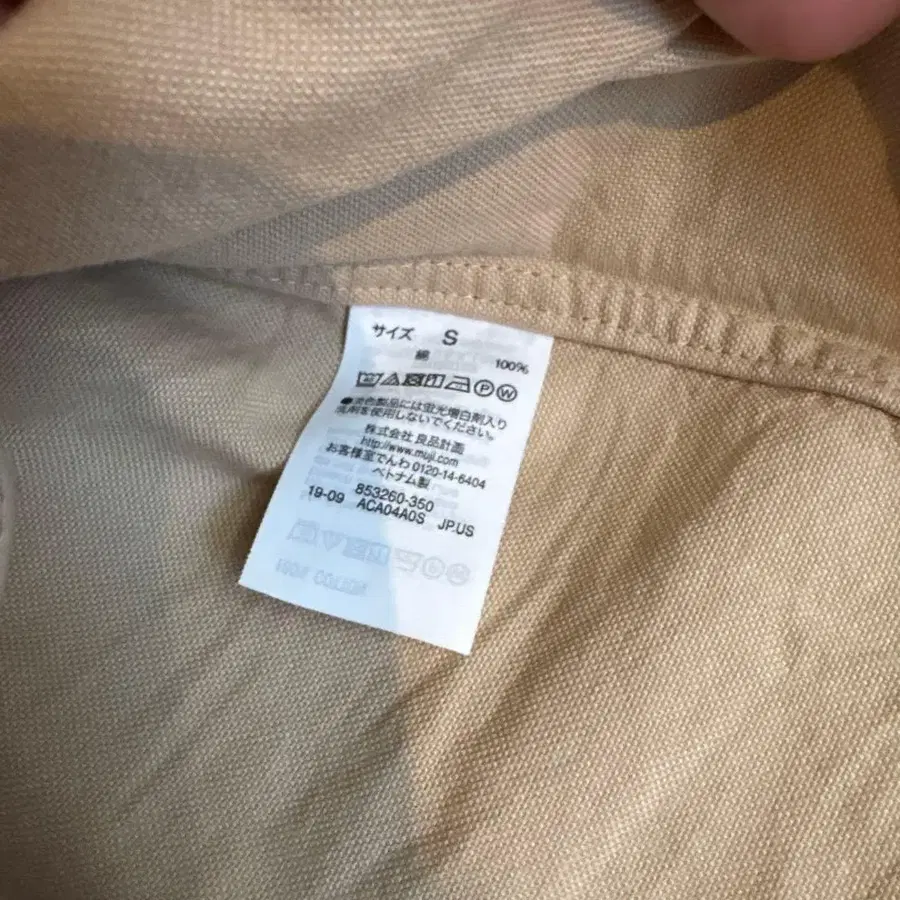 サイズ S
綿 100%
P W
●淡色製品には蛍光増白剤入り
洗剤を使用しないでください。
株式会社 良品計画
http://www.muji.com
お客様室でんわ 0120-14-6404
ベトナム製
19-09 853260-350
ACA04A0S JP.US